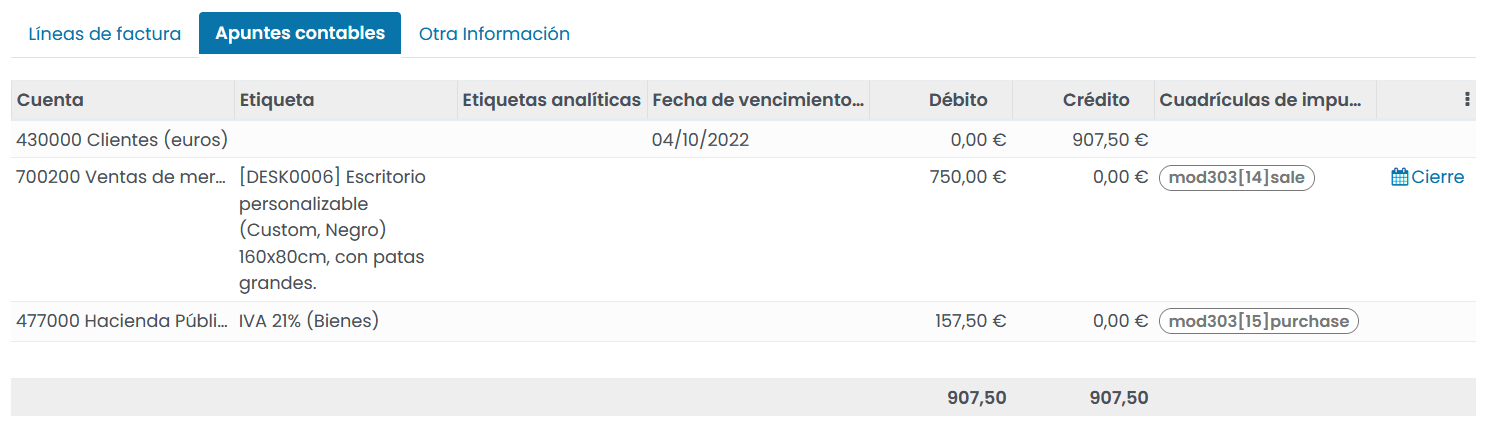 Líneas de factura Apuntes contables Otra Información
Cuenta Etiqueta Etiquetas analíticas Fecha de vencimiento... Débito Crédito Cuadrículas de impu...
430000 Clientes (euros) 04/10/2022 0,00 € 907,50 €
700200 Ventas de mer... [DESK0006] Escritorio 750,00 € 0,00 € mod303[14]sale Cierre
personalizable
(Custom, Negro)
160x80cm, con patas
grandes.
477000 Hacienda Públi... IVA 21% (Bienes) 157,50 € 0,00 € mod303[15]purchase
907,50 907,50